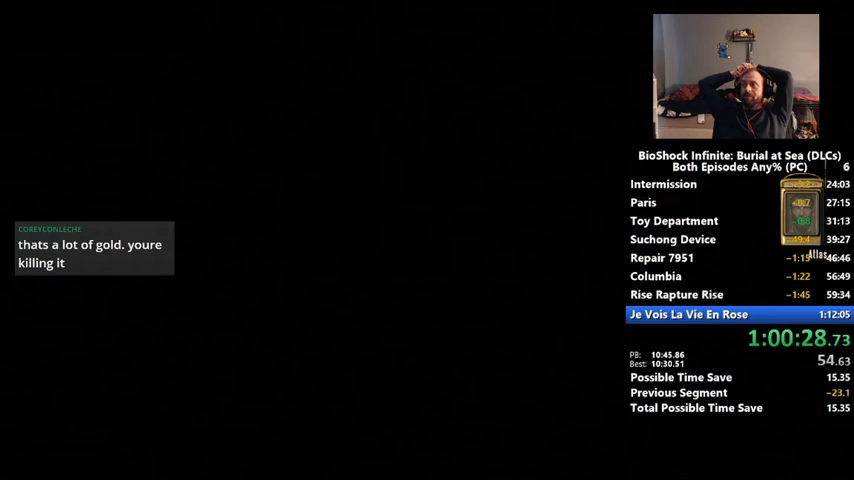 BioShock Infinite: Burial at Sea (DLCs)
Both Episodes Any% (PC) 6
Intermission 24:03
Paris 27:15
Toy Department 31:13
Suchong Device −49.4 39:27
Atlas
Repair 7951 −1:15 46:46
Columbia −1:22 56:49
Rise Rapture Rise −1:45 59:34
Je Vois La Vie En Rose 1:12:05
1:00:28.73
PB: 10:45.86
Best: 10:30.51
54.63
Possible Time Save 15.35
Previous Segment −23.1
Total Possible Time Save 15.35
COREYCONLECHE
thats a lot of gold. youre
killing it